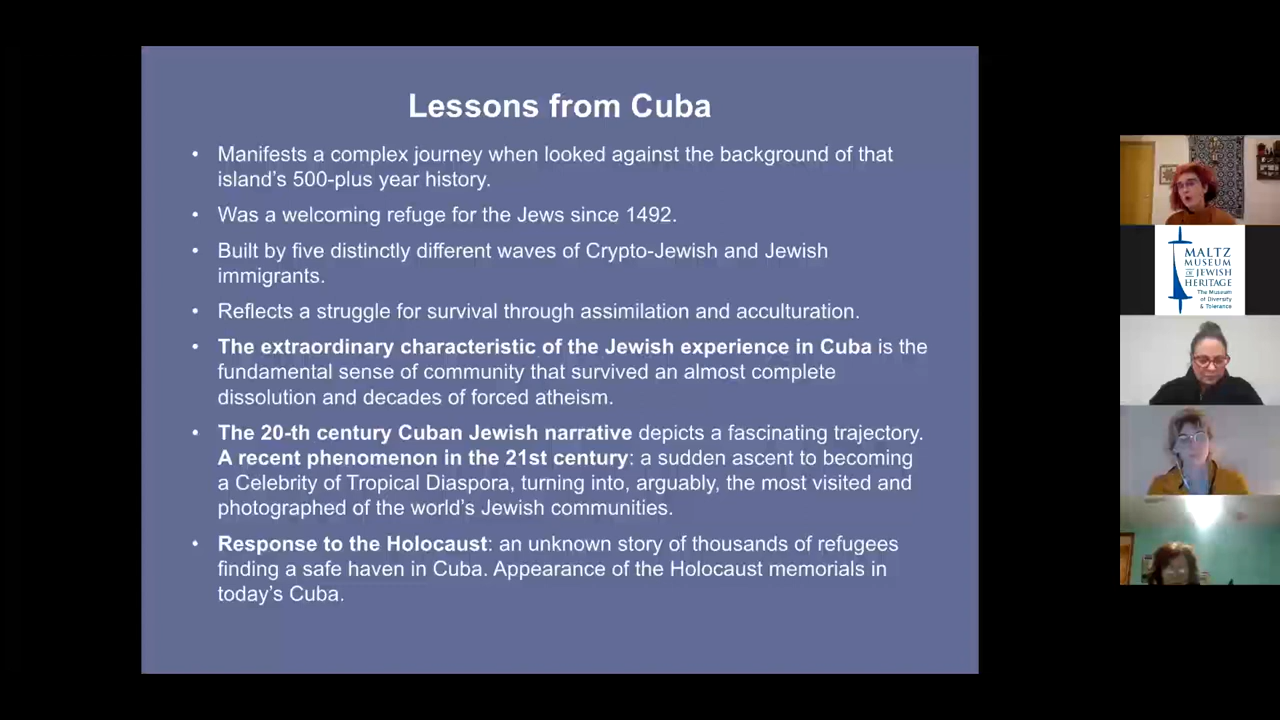 Lessons from Cuba
• Manifests a complex journey when looked against the background of that
island's 500-plus year history.
• Was a welcoming refuge for the Jews since 1492.
• Built by five distinctly different waves of Crypto-Jewish and Jewish
immigrants.
• Reflects a struggle for survival through assimilation and acculturation.
• The extraordinary characteristic of the Jewish experience in Cuba is the
fundamental sense of community that survived an almost complete
dissolution and decades of forced atheism.
• The 20-th century Cuban Jewish narrative depicts a fascinating trajectory.
A recent phenomenon in the 21st century: a sudden ascent to becoming
a Celebrity of Tropical Diaspora, turning into, arguably, the most visited and
photographed of the world's Jewish communities.
• Response to the Holocaust: an unknown story of thousands of refugees
finding a safe haven in Cuba. Appearance of the Holocaust memorials in
today's Cuba.
MALTZ
MUSEUM
OF JEWISH
HERITAGE
The Museum
of Diversity
& Tolerance